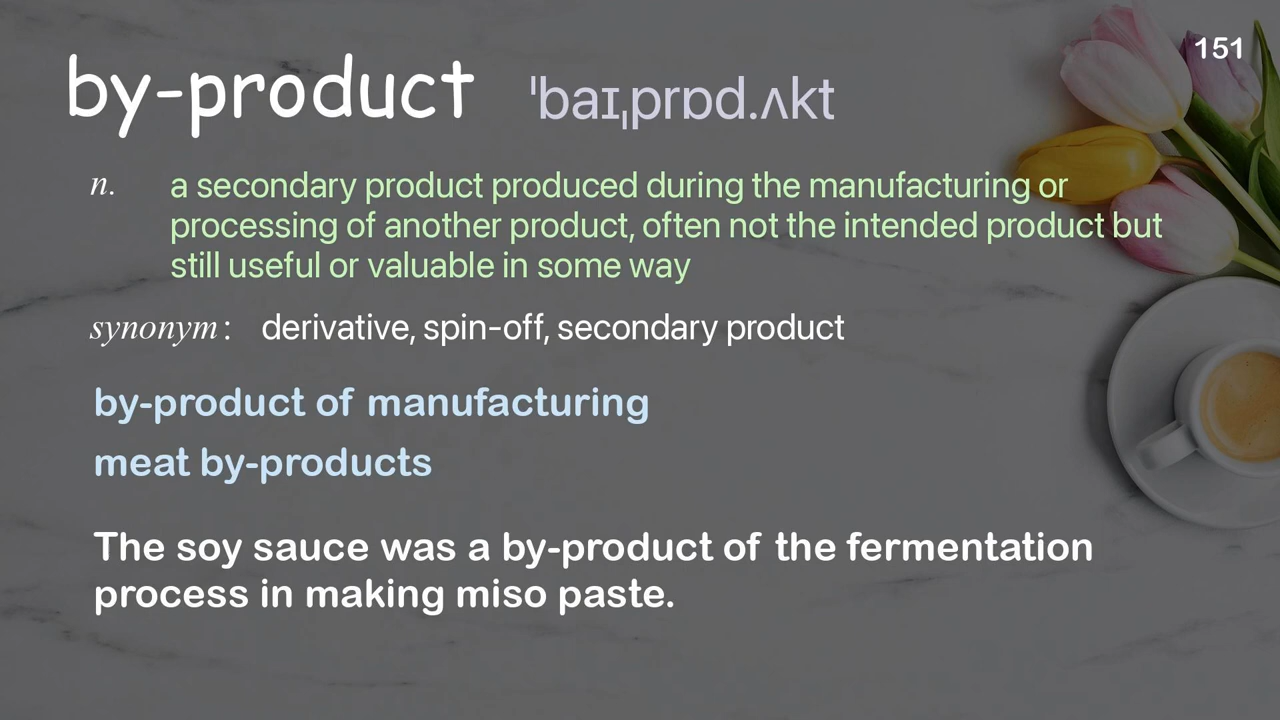 151
by-product ˈbaɪˌprɒd.ʌkt
n. a secondary product produced during the manufacturing or
processing of another product, often not the intended product but
still useful or valuable in some way
synonym: derivative, spin-off, secondary product
by-product of manufacturing
meat by-products
The soy sauce was a by-product of the fermentation
process in making miso paste.